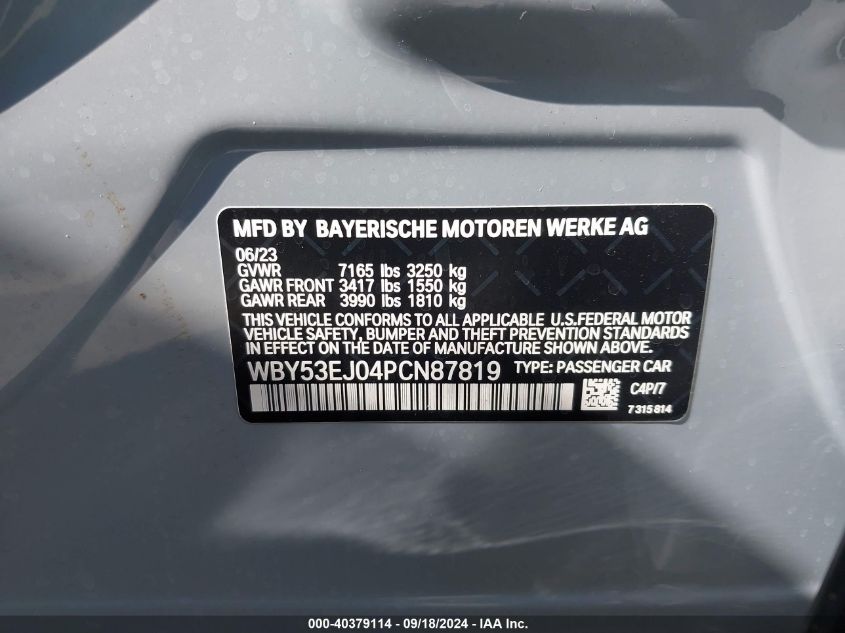 MFD BY BAYERISCHE MOTOREN WERKE AG
06/23
GVWR 7165 lbs 3250 kg
GAWR FRONT 3417 lbs 1550 kg
GAWR REAR 3990 lbs 1810 kg
THIS VEHICLE CONFORMS TO ALL APPLICABLE U.S.FEDERAL MOTOR
VEHICLE SAFETY, BUMPER AND THEFT PREVENTION STANDARDS
IN EFFECT ON THE DATE OF MANUFACTURE SHOWN ABOVE.
WBY53EJ04PCN87819 TYPE: PASSENGER CAR
C4P/7
7315814
000-40379114 - 09/18/2024 - IAA Inc.